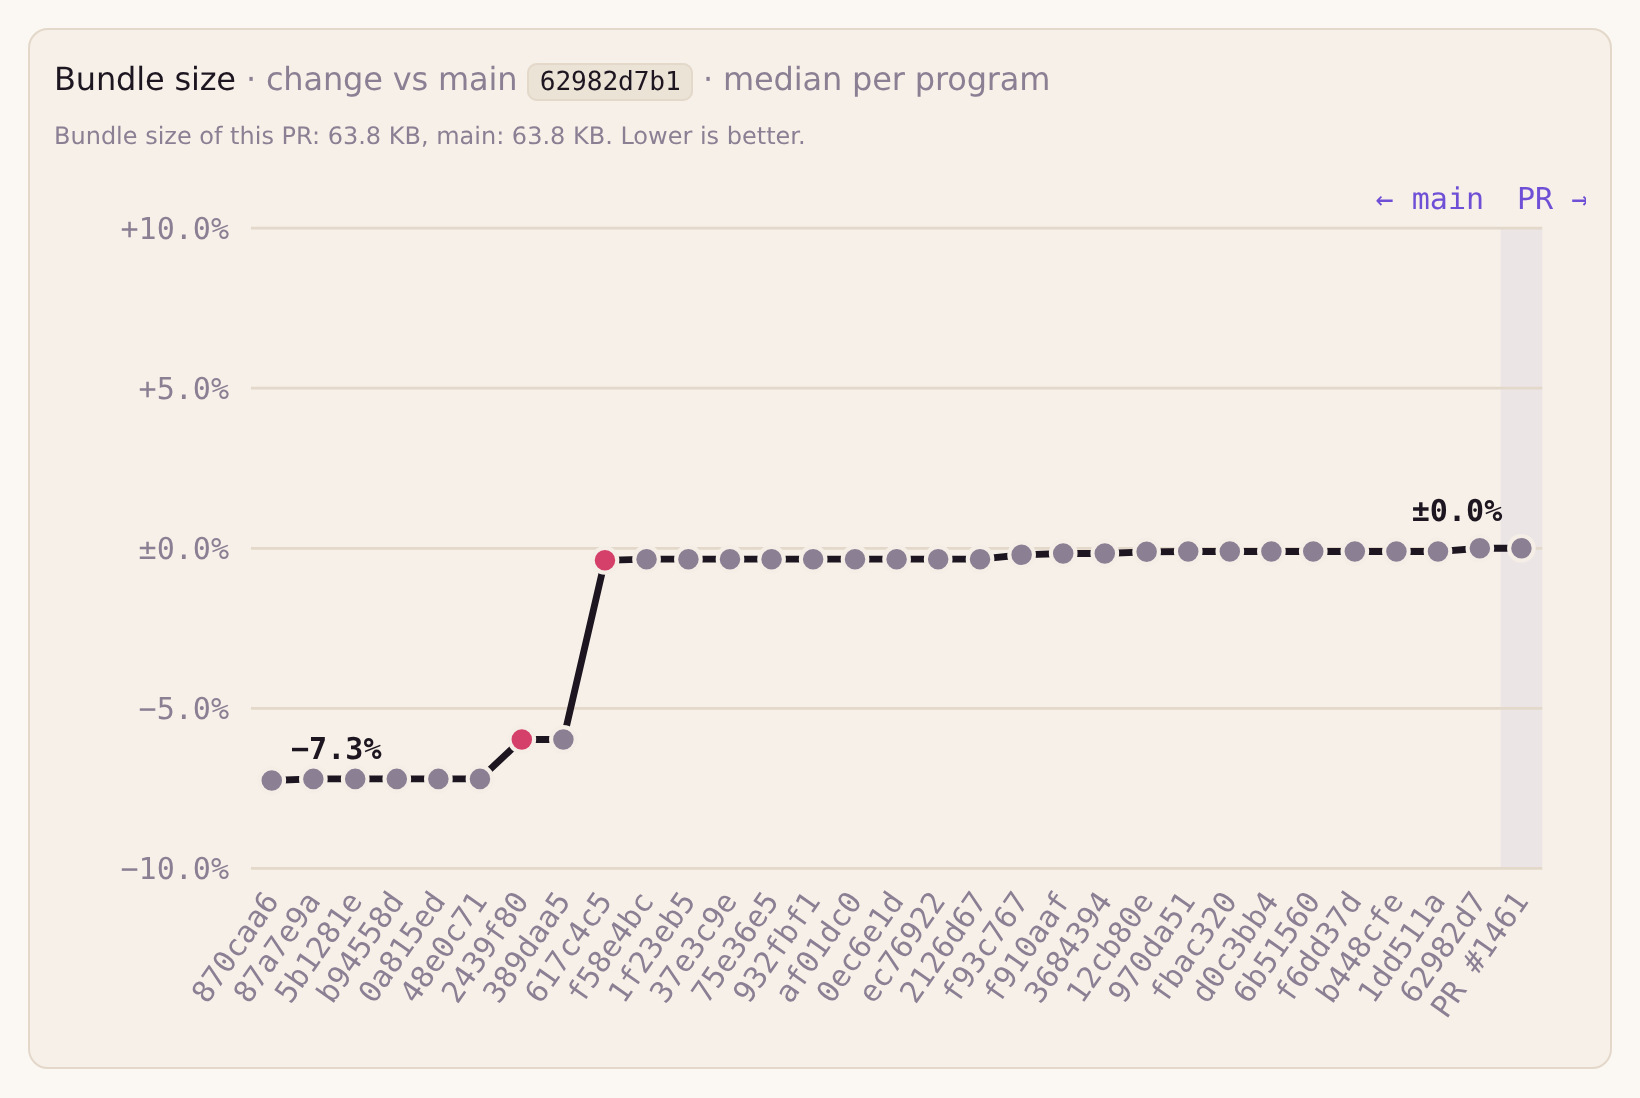 Bundle size · change vs main 62982d7b1 · median per program
Bundle size of this PR: 63.8 KB, main: 63.8 KB. Lower is better.
← main PR →
+10.0%
+5.0%
±0.0%
−5.0%
−10.0%
−7.3%
±0.0%
870caa6
87a7e9a
5b1281e
b94558d
0a815ed
48e0c71
2439f80
389daa5
617c4c5
f58e4bc
1f23eb5
37e3c9e
75e36e5
932fbf1
af01dc0
0ec6e1d
ec76922
2126d67
f93c767
f910aaf
3684394
12cb80e
970da51
fbac320
d0c3bb4
6b51560
f6dd37d
b448cfe
1dd511a
62982d7
PR #1461